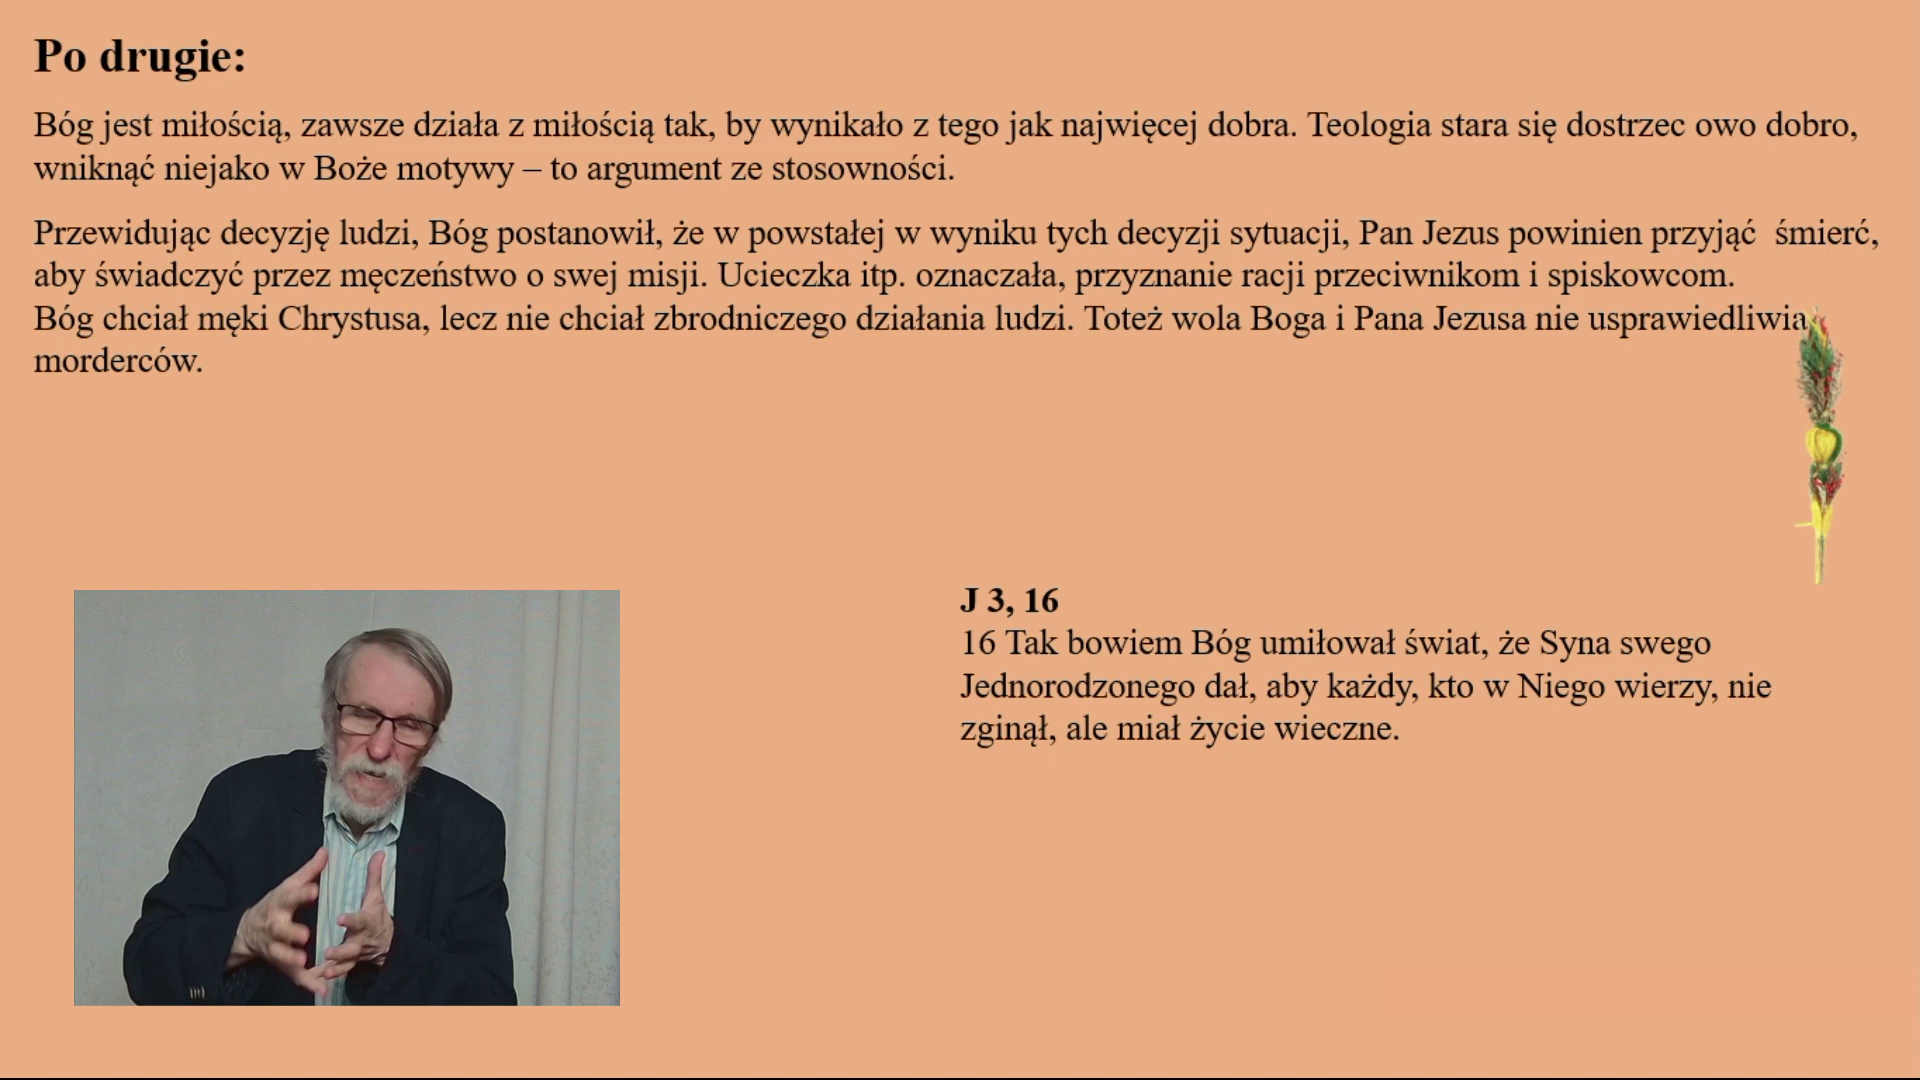 Po drugie:
Bóg jest miłością, zawsze działa z miłością tak, by wynikało z tego jak najwięcej dobra. Teologia stara się dostrzec owo dobro,
wniknąć niejako w Boże motywy – to argument ze stosowności.
Przewidując decyzję ludzi, Bóg postanowił, że w powstałej w wyniku tych decyzji sytuacji, Pan Jezus powinien przyjąć  śmierć,
aby świadczyć przez męczeństwo o swej misji. Ucieczka itp. oznaczała, przyznanie racji przeciwnikom i spiskowcom.
Bóg chciał męki Chrystusa, lecz nie chciał zbrodniczego działania ludzi. Toteż wola Boga i Pana Jezusa nie usprawiedliwia
morderców.
J 3, 16
16 Tak bowiem Bóg umiłował świat, że Syna swego
Jednorodzonego dał, aby każdy, kto w Niego wierzy, nie
zginął, ale miał życie wieczne.